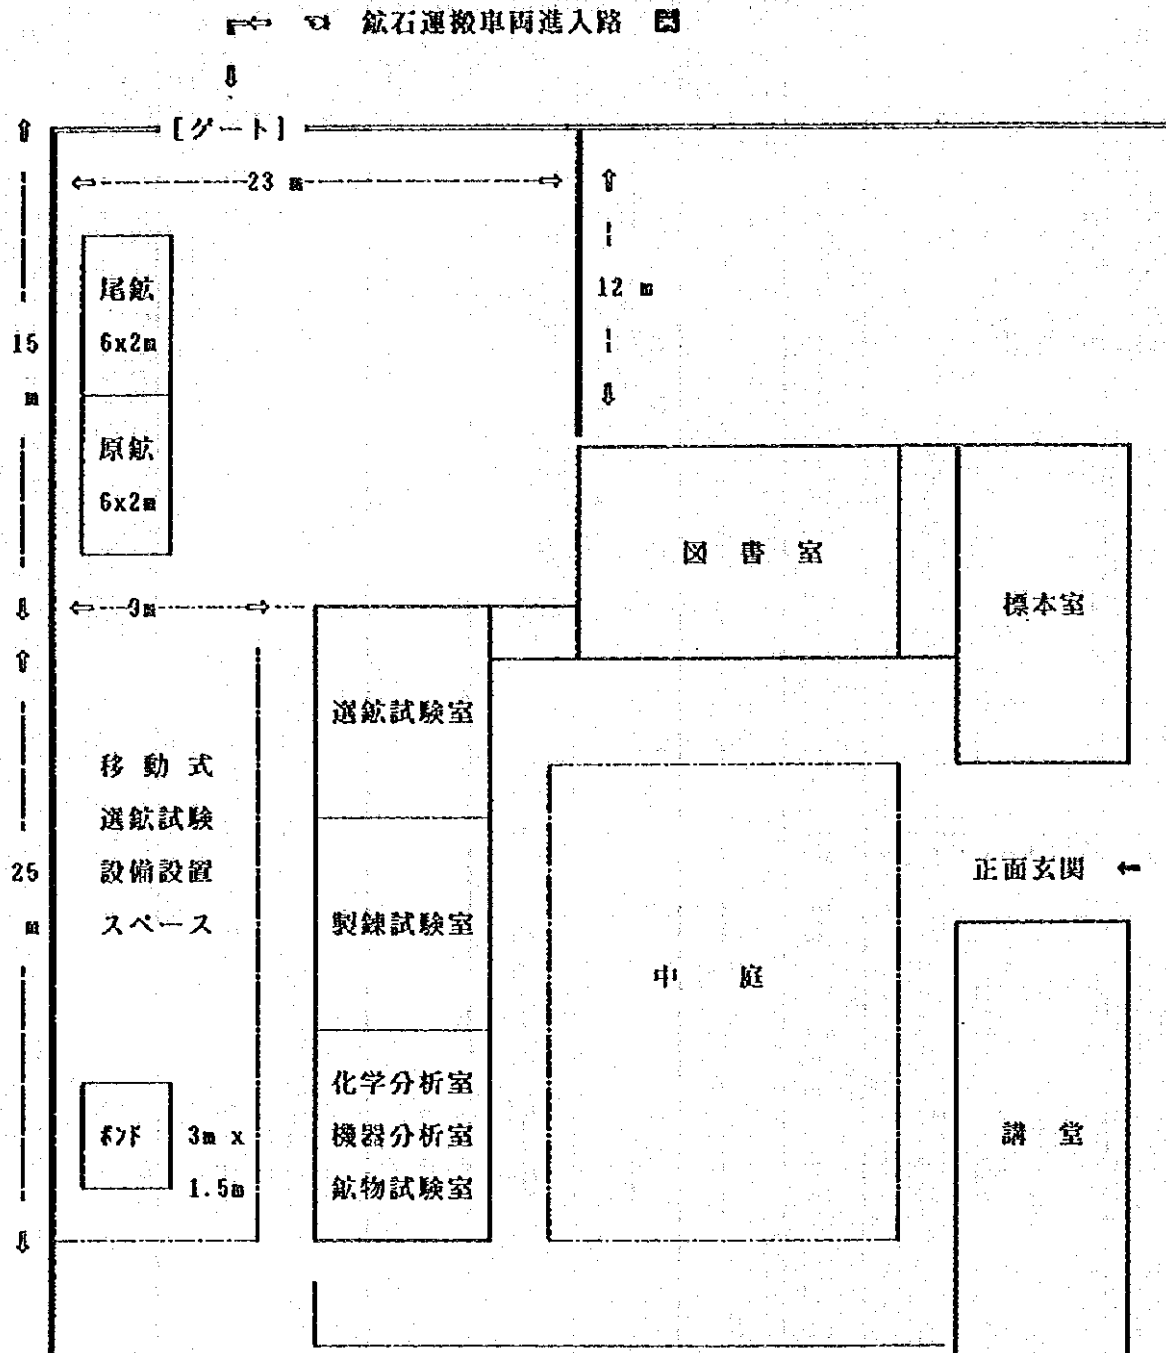 鉱石運搬車両進入路
[ゲート]
23 m
12 m
尾鉱
6x2m
15
m
原鉱
6x2m
図書室
標本室
9m
選鉱試験室
移動式
選鉱試験
設備設置
スペース
25
m
製錬試験室
正面玄関 ←
中庭
化学分析室
機器分析室
鉱物試験室
ポンド
3m x
1.5m
講堂